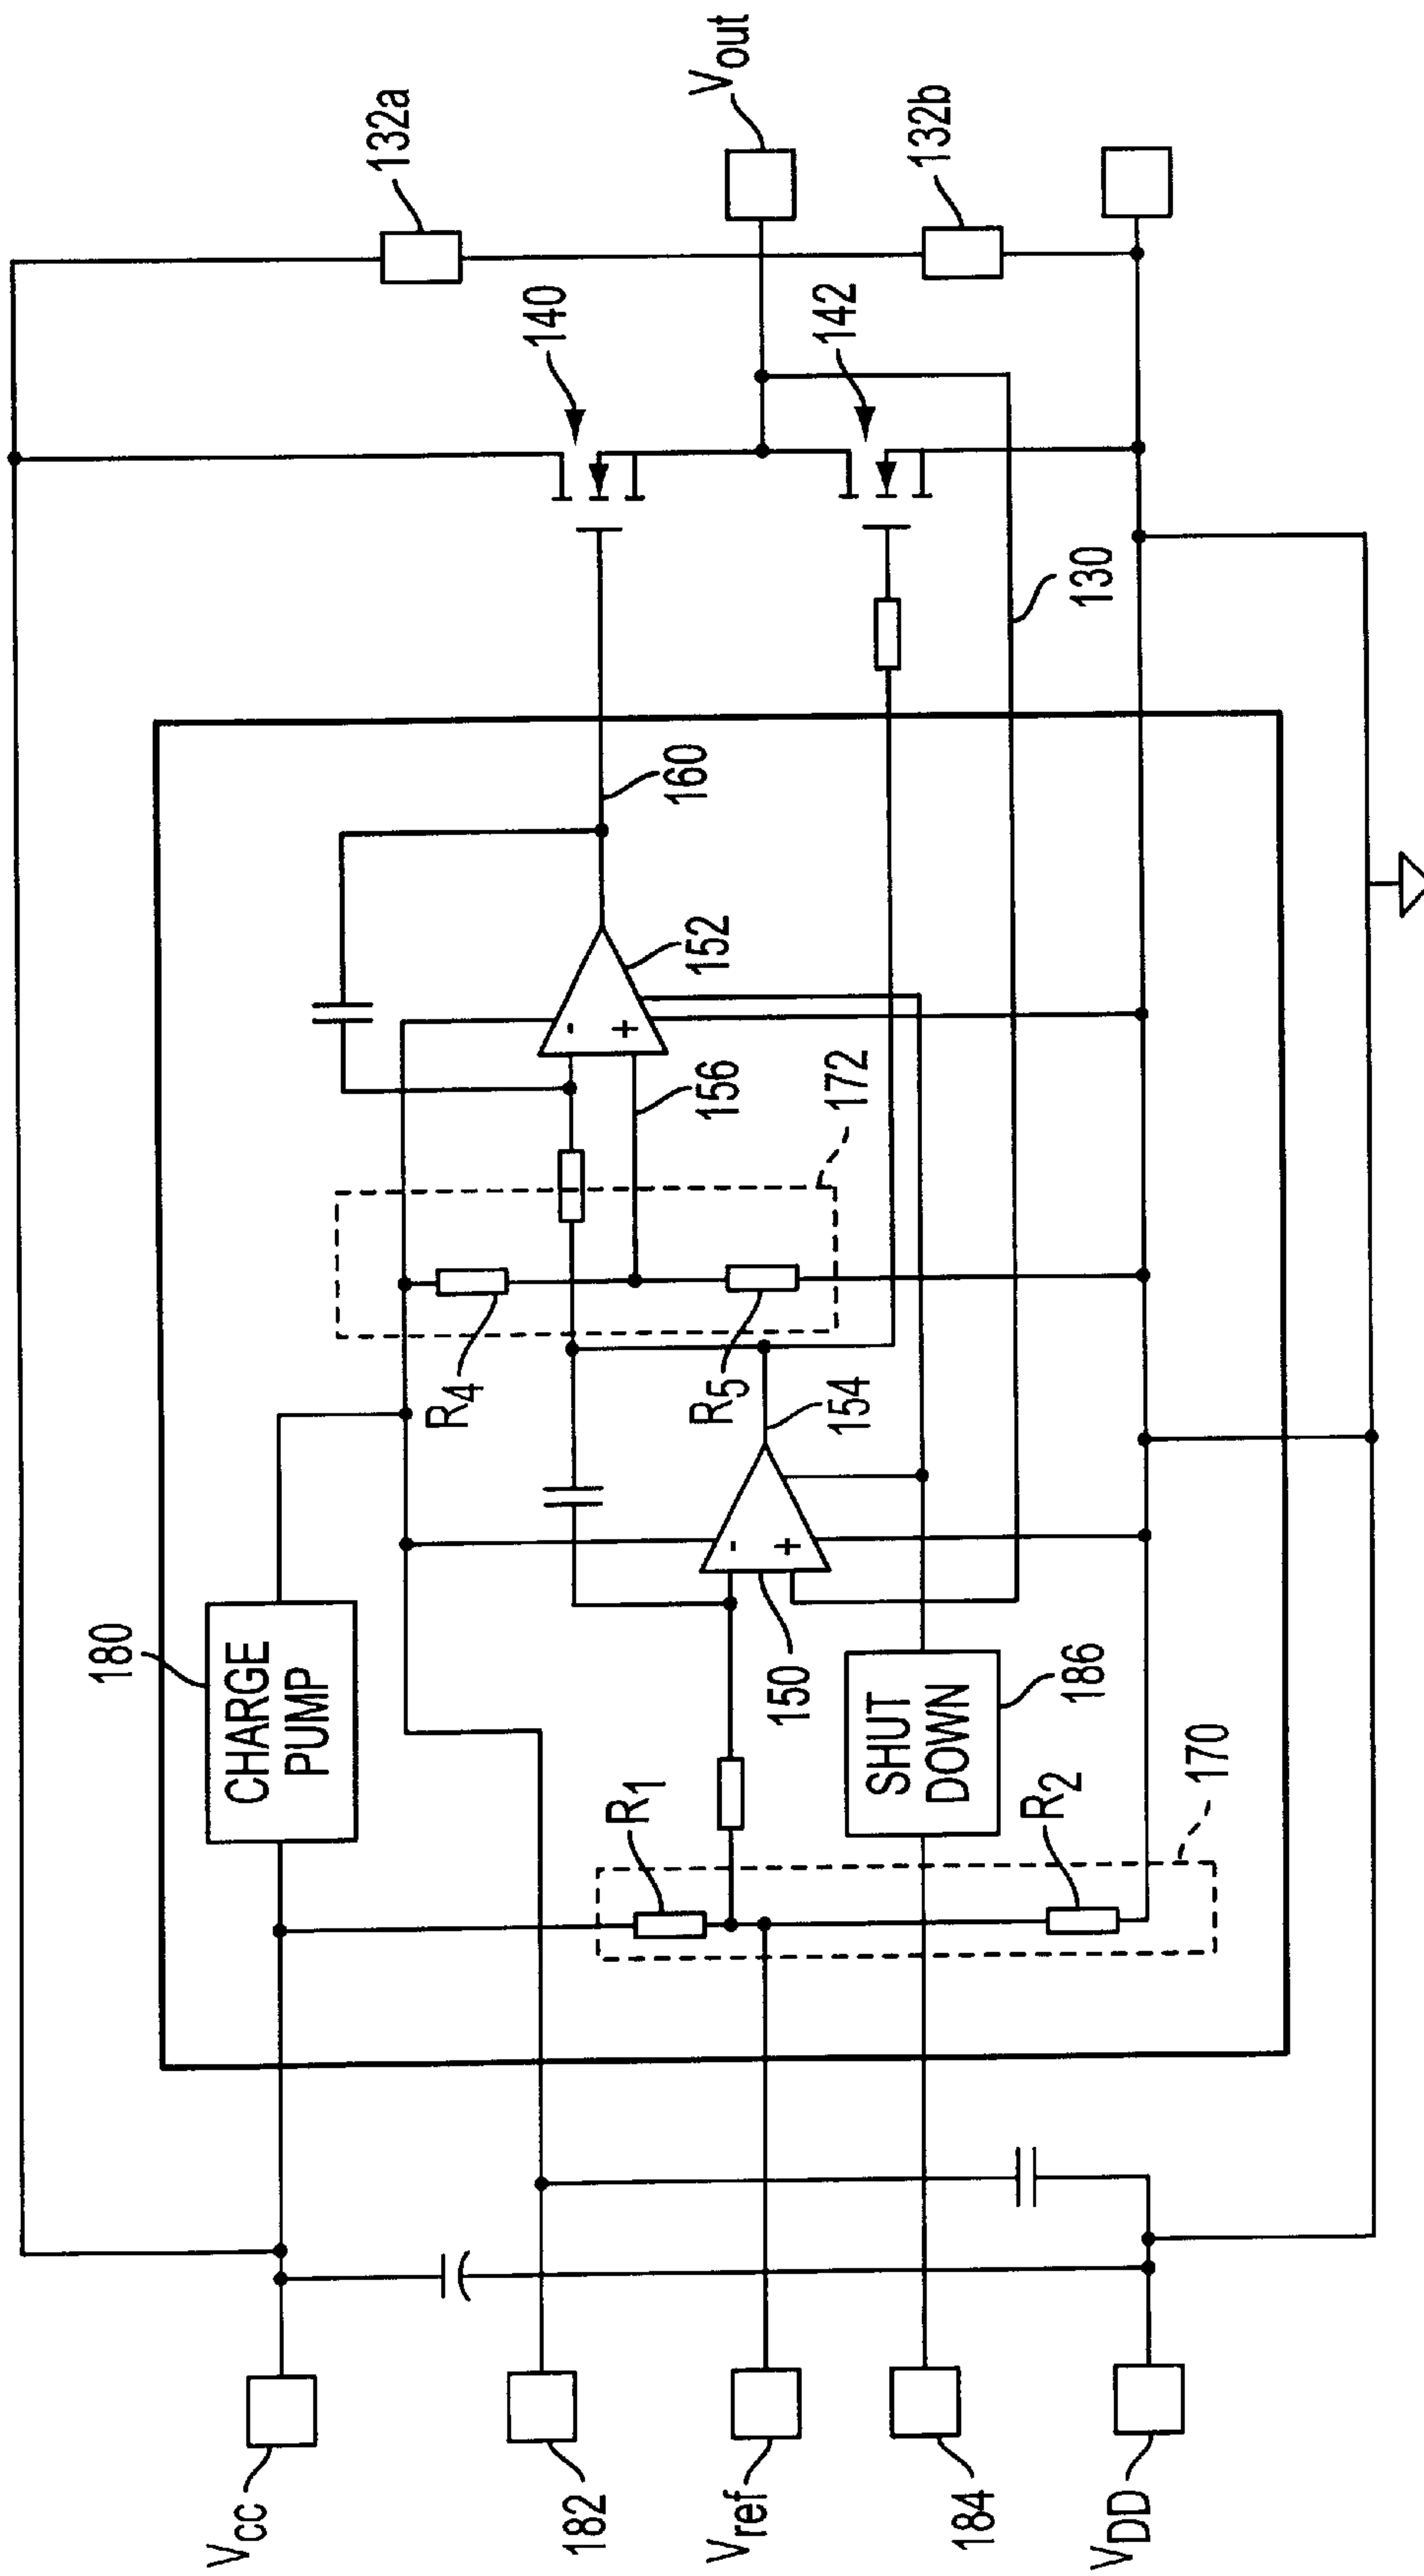 132a
Vout
132b
140
142
130
160
152
156
172
-
+
R4
R5
154
-
+
150
180
CHARGE
PUMP
SHUT
DOWN
186
R1
R2
170
Vcc
182
Vref
184
VDD